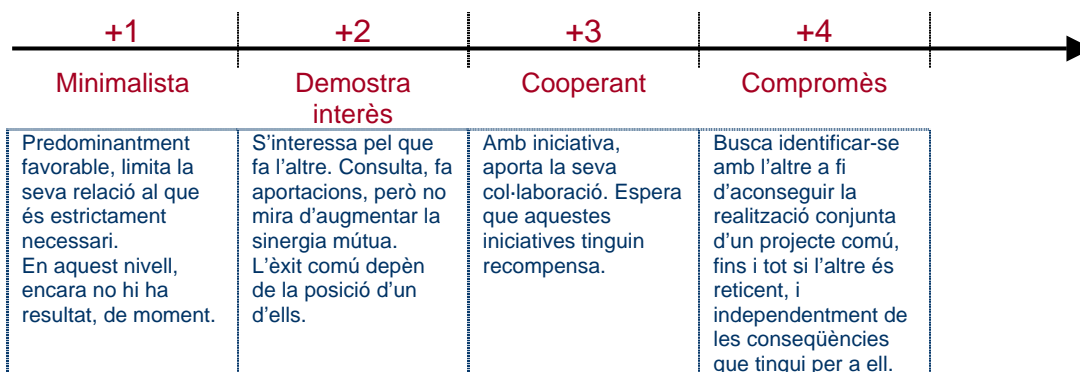 +1
+2
+3
+4
Minimalista
Demostra
interès
Cooperant
Compromès
Predominantment
favorable, limita la
seva relació al que
és estrictament
necessari.
En aquest nivell,
encara no hi ha
resultat, de moment.
S’interessa pel que
fa l’altre. Consulta, fa
aportacions, però no
mira d’augmentar la
sinergia mútua.
L’èxit comú depèn
de la posició d’un
d’ells.
Amb iniciativa,
aporta la seva
col·laboració. Espera
que aquestes
iniciatives tinguin
recompensa.
Busca identificar-se
amb l’altre a fi
d’aconseguir la
realització conjunta
d’un projecte comú,
fins i tot si l’altre és
reticent, i
independentment de
les conseqüències
que tingui per a ell.